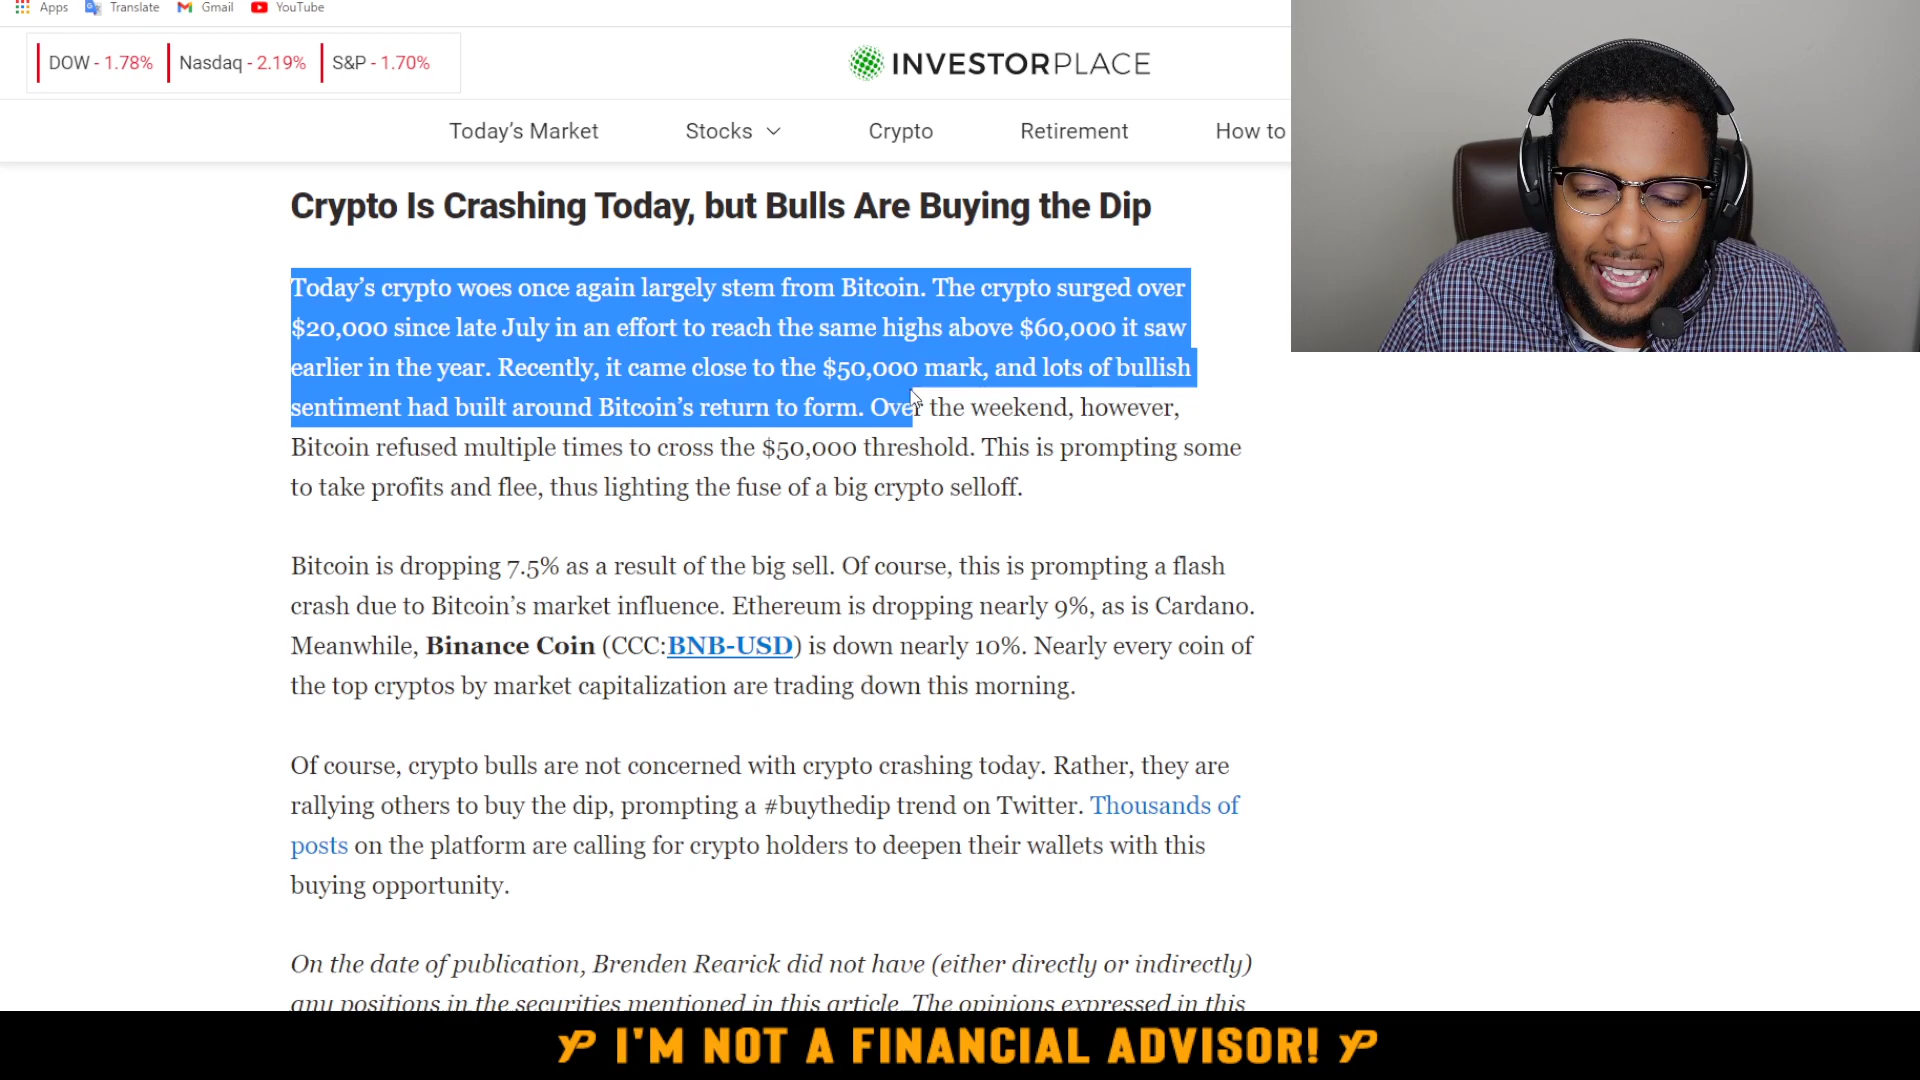 Apps Translate Gmail YouTube
DOW - 1.78% Nasdaq - 2.19% S&P - 1.70%
INVESTORPLACE
Today's Market Stocks Crypto Retirement How to
Crypto Is Crashing Today, but Bulls Are Buying the Dip
Today's crypto woes once again largely stem from Bitcoin. The crypto surged over
$20,000 since late July in an effort to reach the same highs above $60,000 it saw
earlier in the year. Recently, it came close to the $50,000 mark, and lots of bullish
sentiment had built around Bitcoin's return to form. Over the weekend, however,
Bitcoin refused multiple times to cross the $50,000 threshold. This is prompting some
to take profits and flee, thus lighting the fuse of a big crypto selloff.
Bitcoin is dropping 7.5% as a result of the big sell. Of course, this is prompting a flash
crash due to Bitcoin's market influence. Ethereum is dropping nearly 9%, as is Cardano.
Meanwhile, Binance Coin (CCC:BNB-USD) is down nearly 10%. Nearly every coin of
the top cryptos by market capitalization are trading down this morning.
Of course, crypto bulls are not concerned with crypto crashing today. Rather, they are
rallying others to buy the dip, prompting a #buythedip trend on Twitter. Thousands of
posts on the platform are calling for crypto holders to deepen their wallets with this
buying opportunity.
On the date of publication, Brenden Rearick did not have (either directly or indirectly)
any positions in the securities mentioned in this article. The opinions expressed in this
YP I'M NOT A FINANCIAL ADVISOR! YP